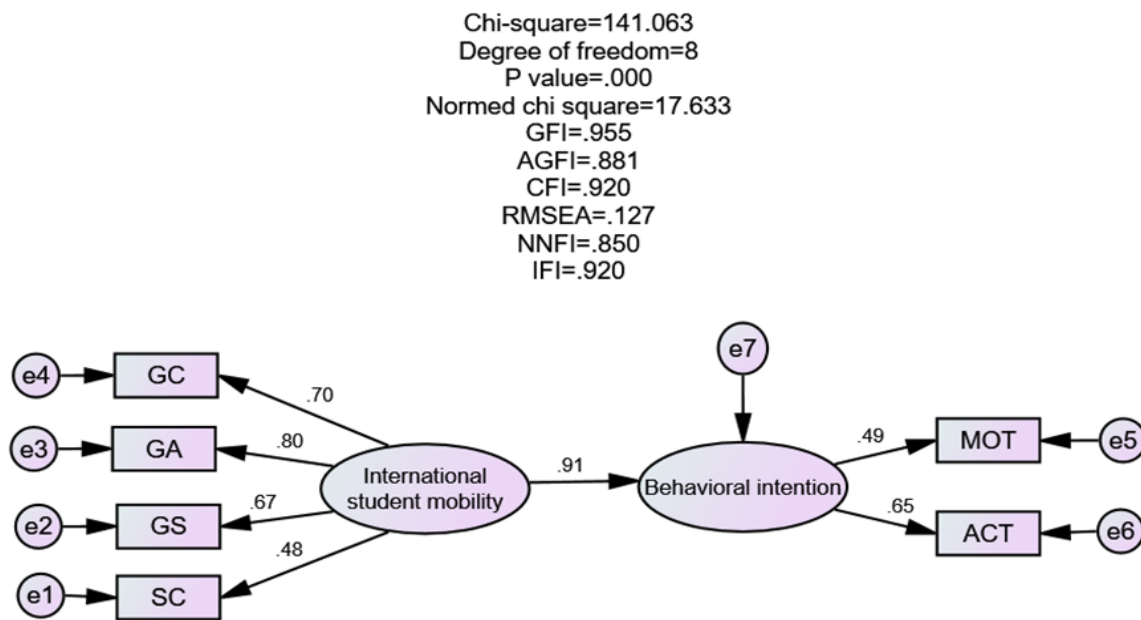 Chi-square=141.063
Degree of freedom=8
P value=.000
Normed chi square=17.633
GFI=.955
AGFI=.881
CFI=.920
RMSEA=.127
NNFI=.850
IFI=.920
e7
e4
GC
.70
e3
GA
.80
International
student mobility
.91
Behavioral intention
.49
MOT
e5
e2
GS
.67
.65
ACT
e6
e1
SC
.48